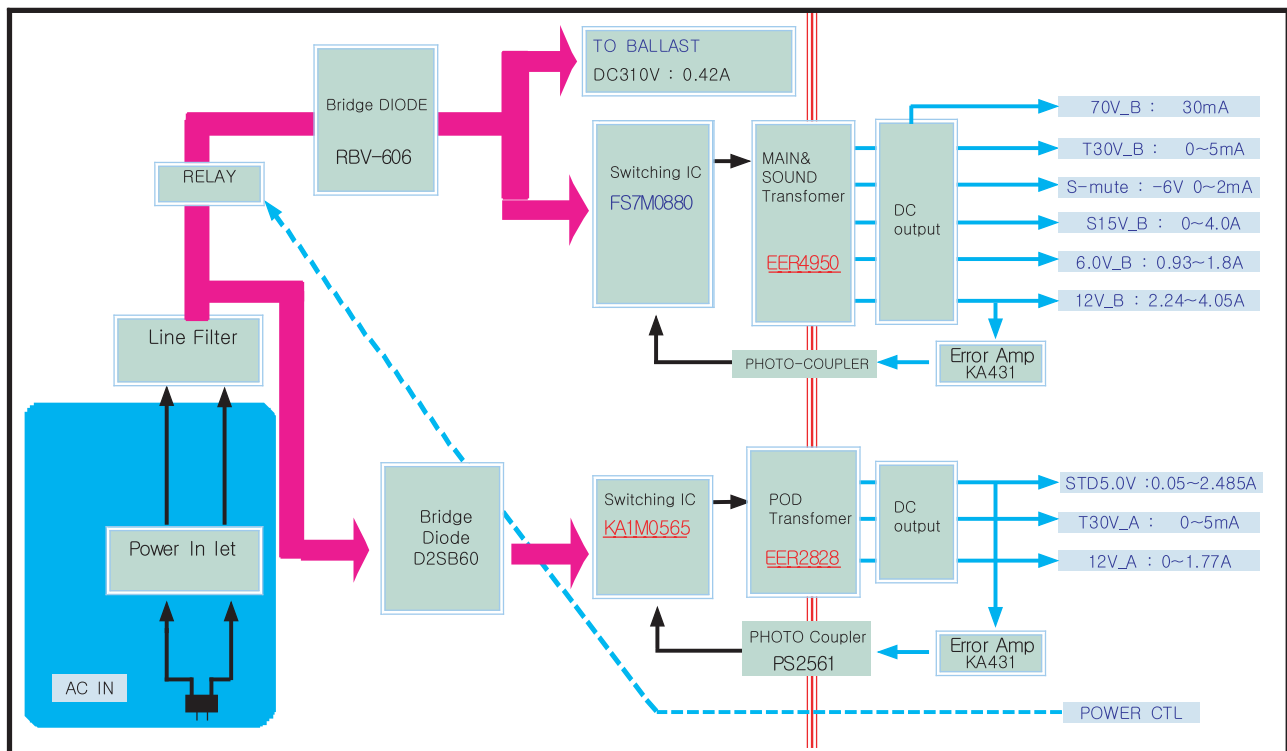 TO BALLAST
DC310V : 0.42A
Bridge DIODE
RBV-606
RELAY
Switching IC
FS7M0880
MAIN&
SOUND
Transfomer
EER4950
DC
output
70V_B : 30mA
T30V_B : 0~5mA
S-mute : -6V 0~2mA
S15V_B : 0~4.0A
6.0V_B : 0.93~1.8A
12V_B : 2.24~4.05A
Line Filter
PHOTO-COUPLER
Error Amp
KA431
Bridge
Diode
D2SB60
Switching IC
KA1M0565
POD
Transfomer
EER2828
DC
output
STD5.0V :0.05~2.485A
T30V_A : 0~5mA
12V_A : 0~1.77A
Power In let
PHOTO Coupler
PS2561
Error Amp
KA431
AC IN
POWER CTL